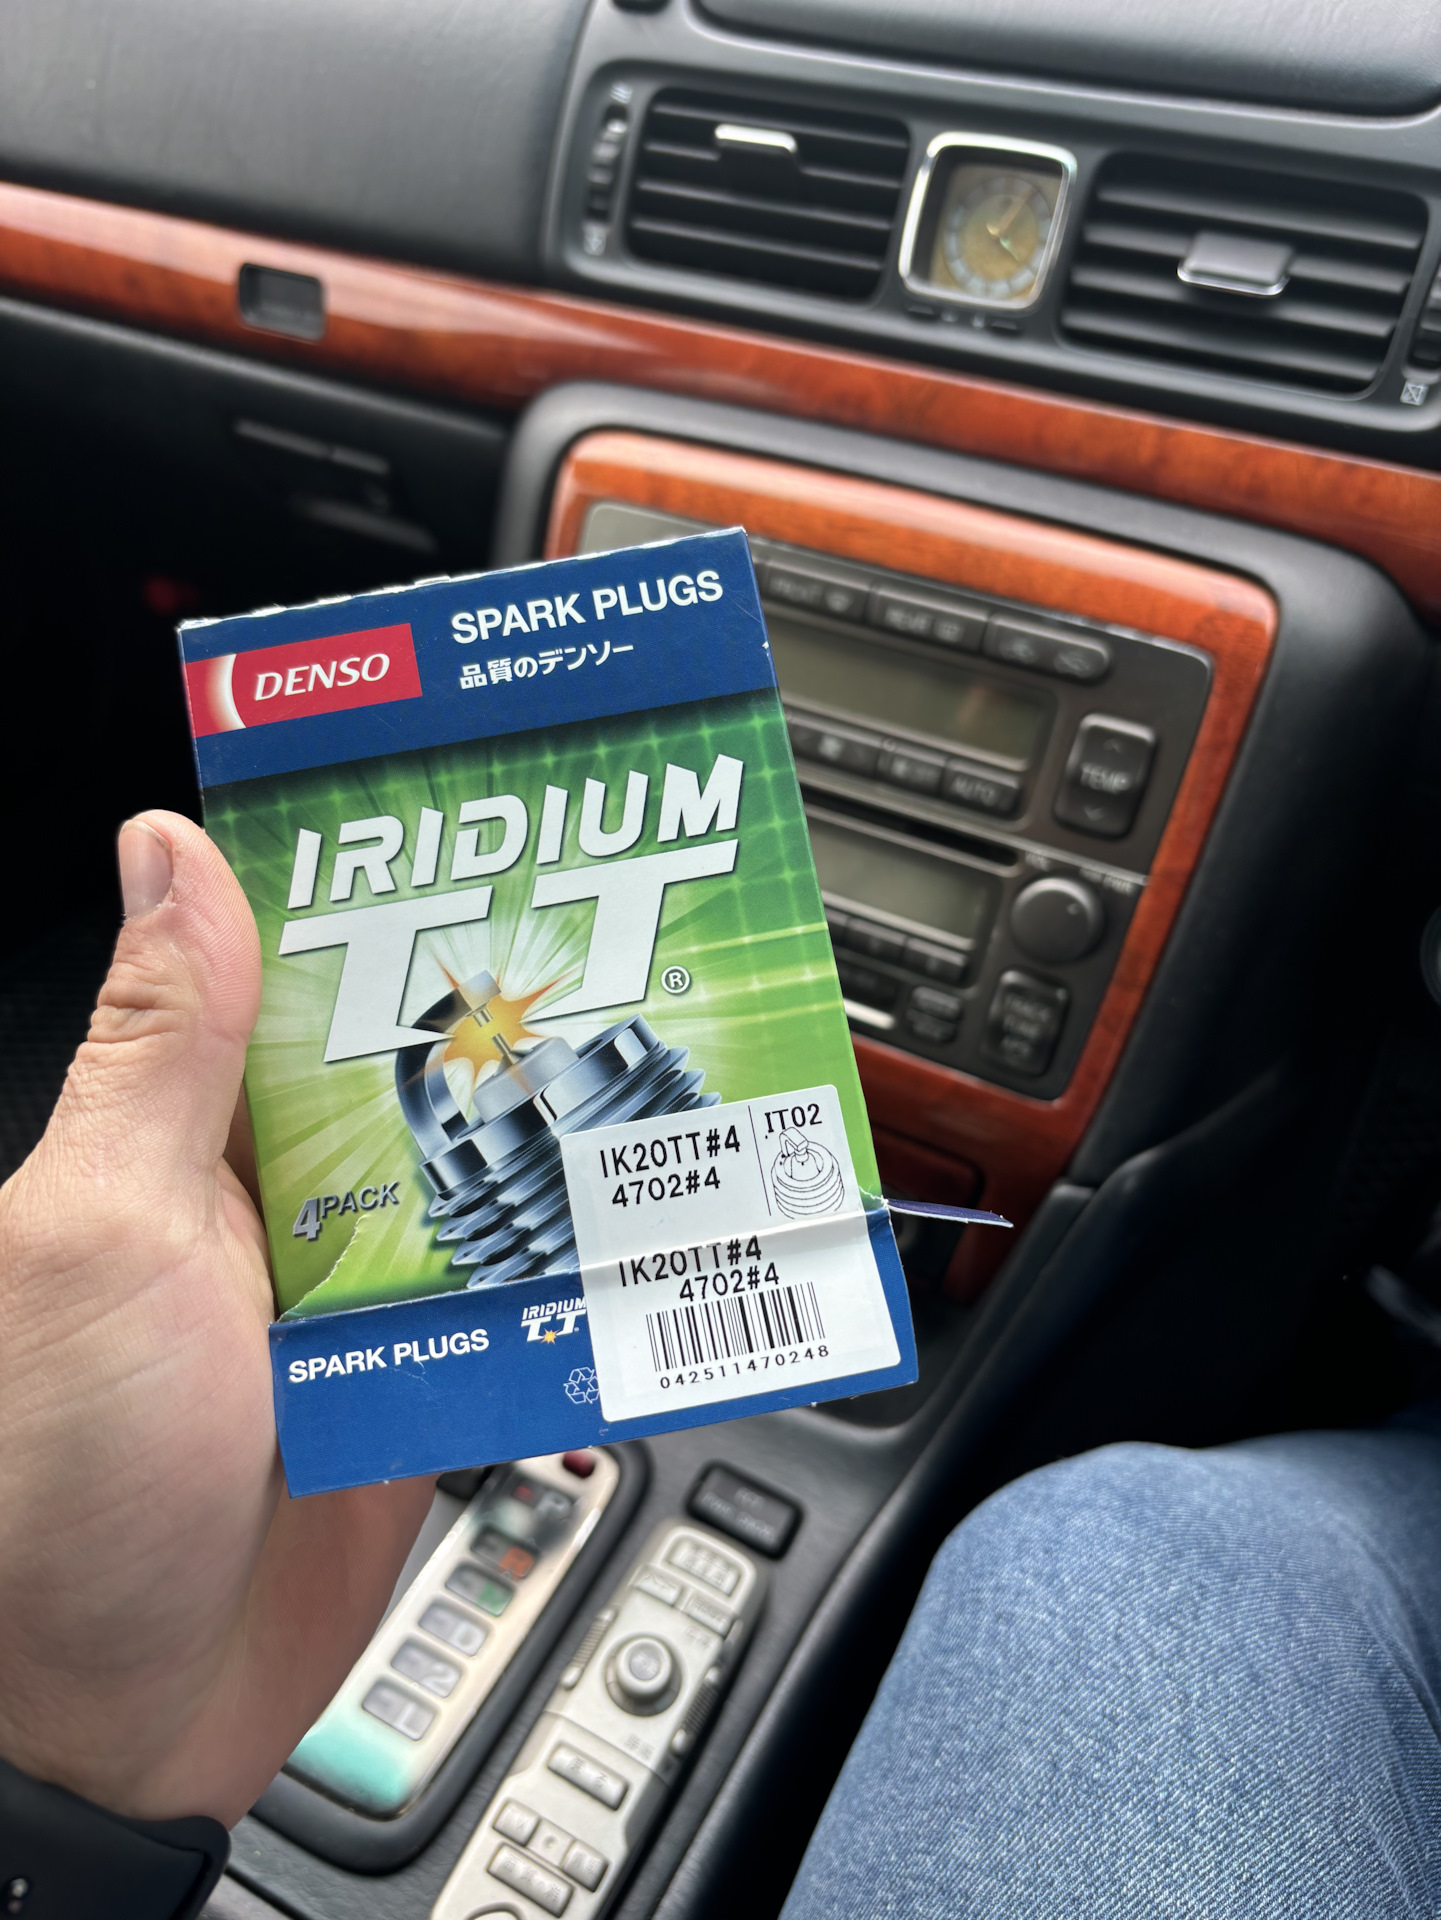 DENSO
SPARK PLUGS
品質のデンソー
IRIDIUM
TT®
4PACK
IK20TT#4
4702#4
IT02
IK20TT#4
4702#4
042511470248
SPARK PLUGS
IRIDIUM
TT
TEMP
AUTO
P
R
N
D
2
L